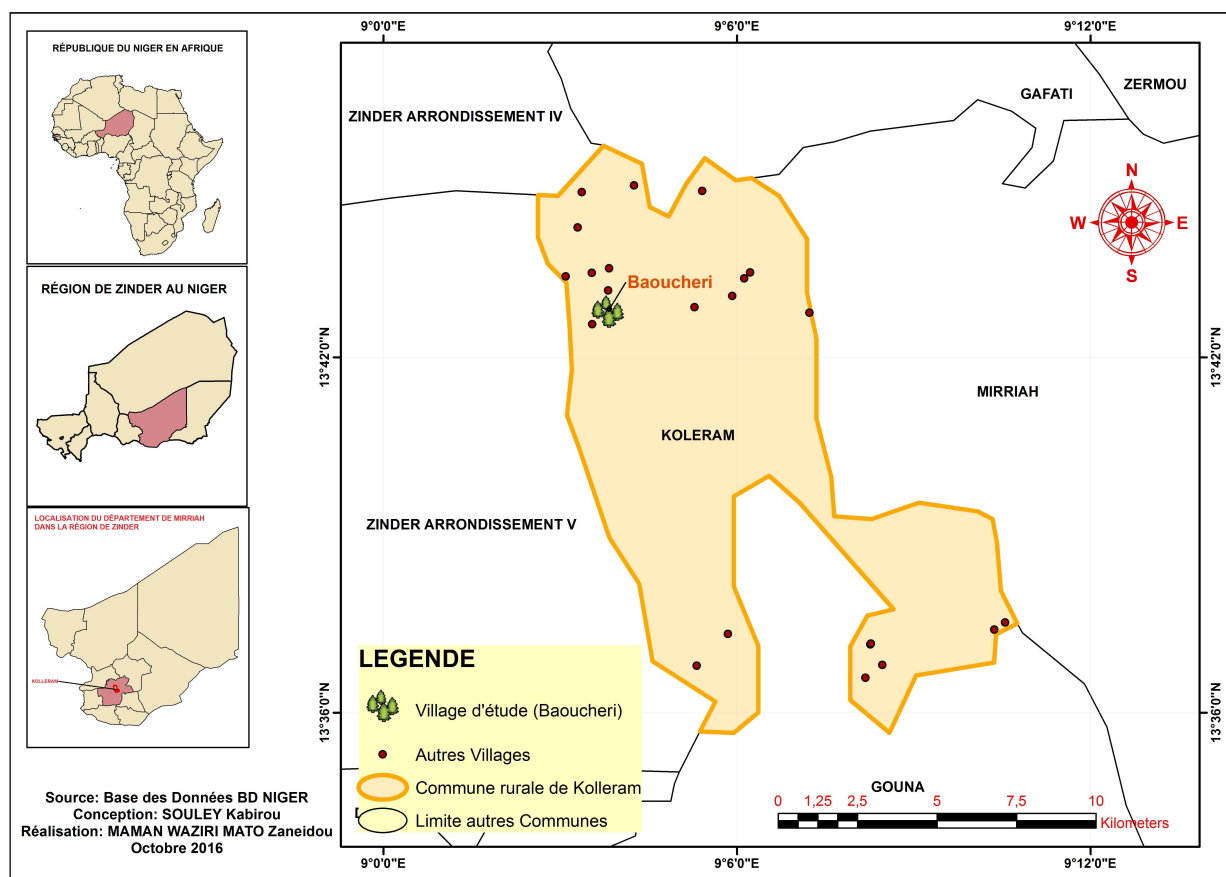 RÉPUBLIQUE DU NIGER EN AFRIQUE
RÉGION DE ZINDER AU NIGER
LOCALISATION DU DÉPARTEMENT DE MIRRIAH
DANS LA RÉGION DE ZINDER
KOLLERAM
Source: Base des Données BD NIGER
Conception: SOULEY Kabirou
Réalisation: MAMAN WAZIRI MATO Zaneidou
Octobre 2016
9°0'0"E
9°6'0"E
9°12'0"E
ZINDER ARRONDISSEMENT IV
GAFATI
ZERMOU
N
W
E
S
Baoucheri
13°42'0"N
13°42'0"N
MIRRIAH
KOLERAM
ZINDER ARRONDISSEMENT V
13°36'0"N
13°36'0"N
LEGENDE
Village d'étude (Baoucheri)
Autres Villages
Commune rurale de Kolleram
Limite autres Communes
GOUNA
0 1,25 2,5 5 7,5 10
Kilometers
9°0'0"E
9°6'0"E
9°12'0"E